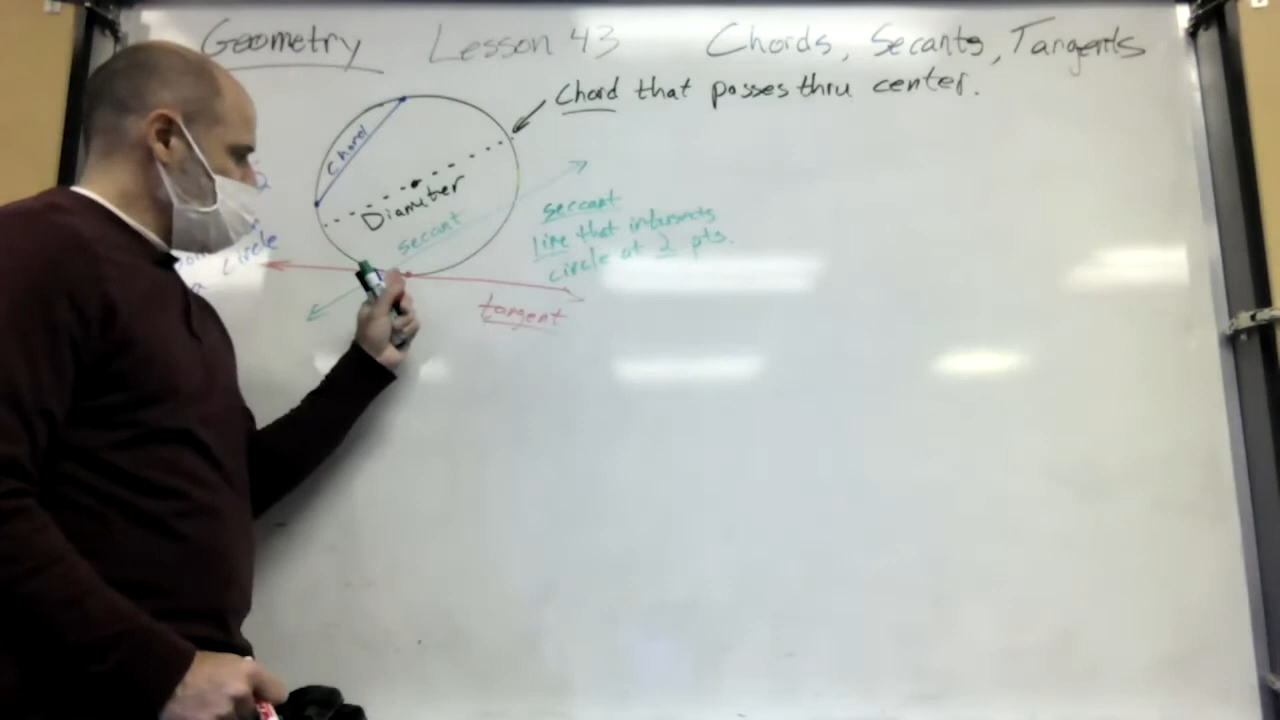 Geometry Lesson 43 Chords, Secants, Tangents
Chord that passes thru center.
Chord
Diameter
secant
seccant
line that intersects
circle at 2 pts.
circle
a
tangent